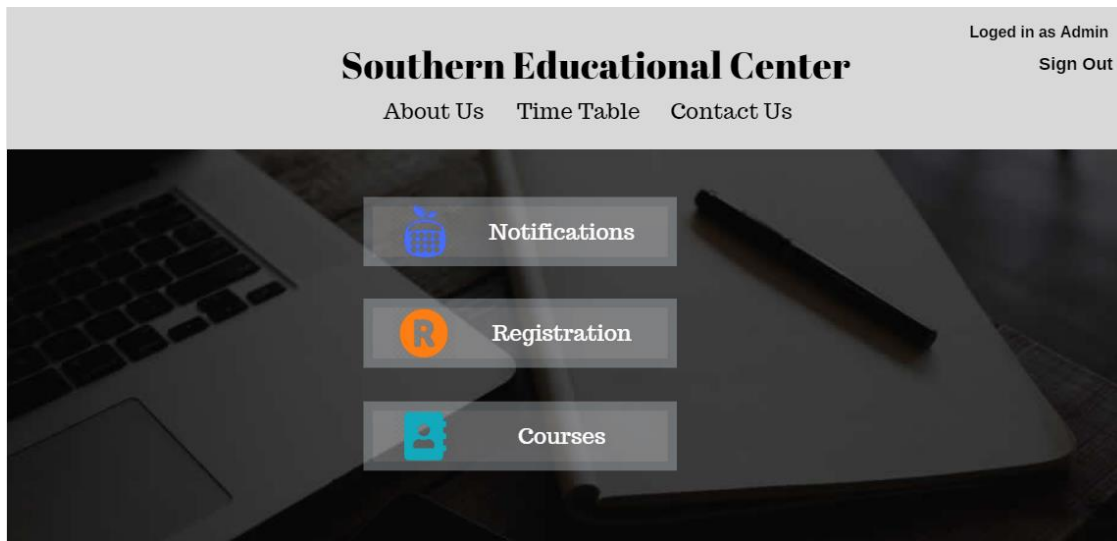 Loged in as Admin
Southern Educational Center
Sign Out
About Us Time Table Contact Us
Notifications
R
Registration
Courses